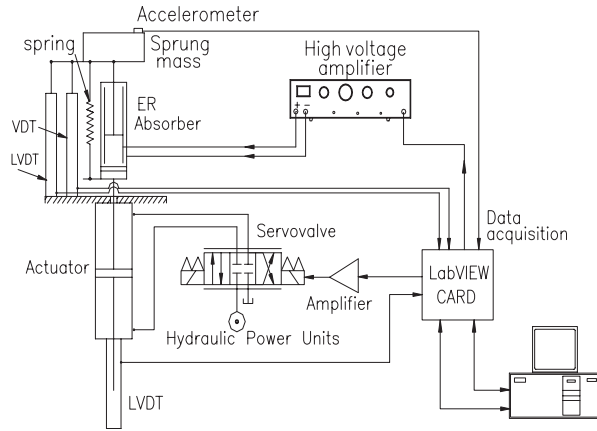 Accelerometer
spring
Sprung
mass
High voltage
amplifier
ER
Absorber
VDT
LVDT
+ −
Data
acquisition
Servovalve
Actuator
LabVIEW
CARD
Amplifier
Hydraulic Power Units
LVDT